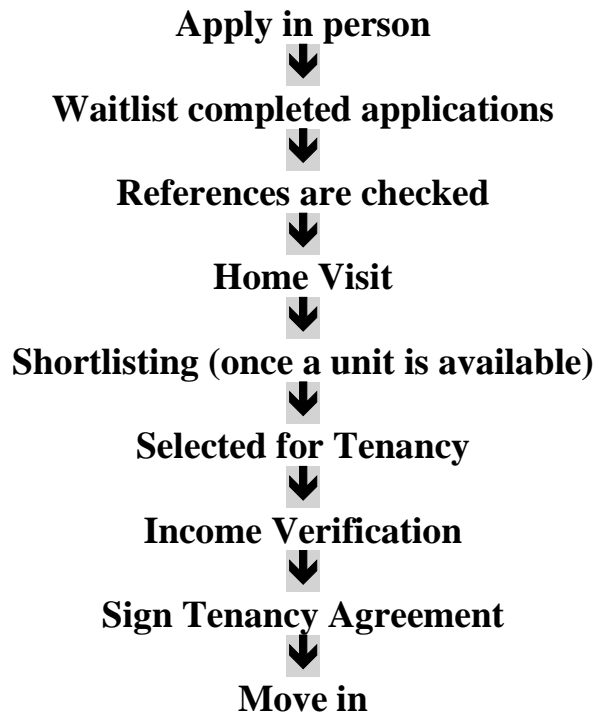 Apply in person
Waitlist completed applications
References are checked
Home Visit
Shortlisting (once a unit is available)
Selected for Tenancy
Income Verification
Sign Tenancy Agreement
Move in